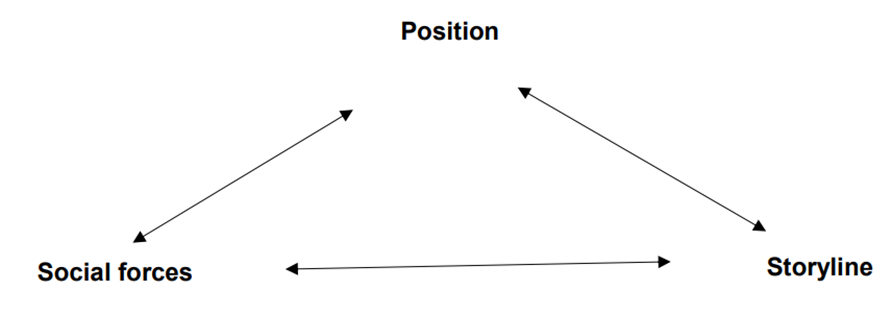 Position
Social forces
Storyline